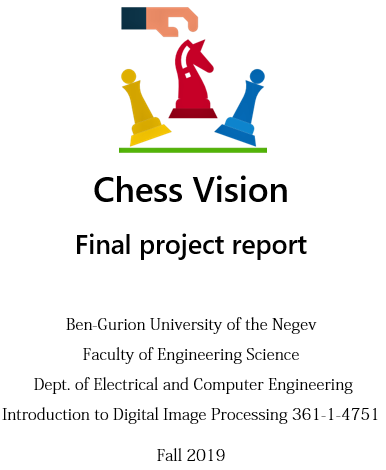 Chess Vision
Final project report
Ben-Gurion University of the Negev
Faculty of Engineering Science
Dept. of Electrical and Computer Engineering
Introduction to Digital Image Processing 361-1-4751
Fall 2019